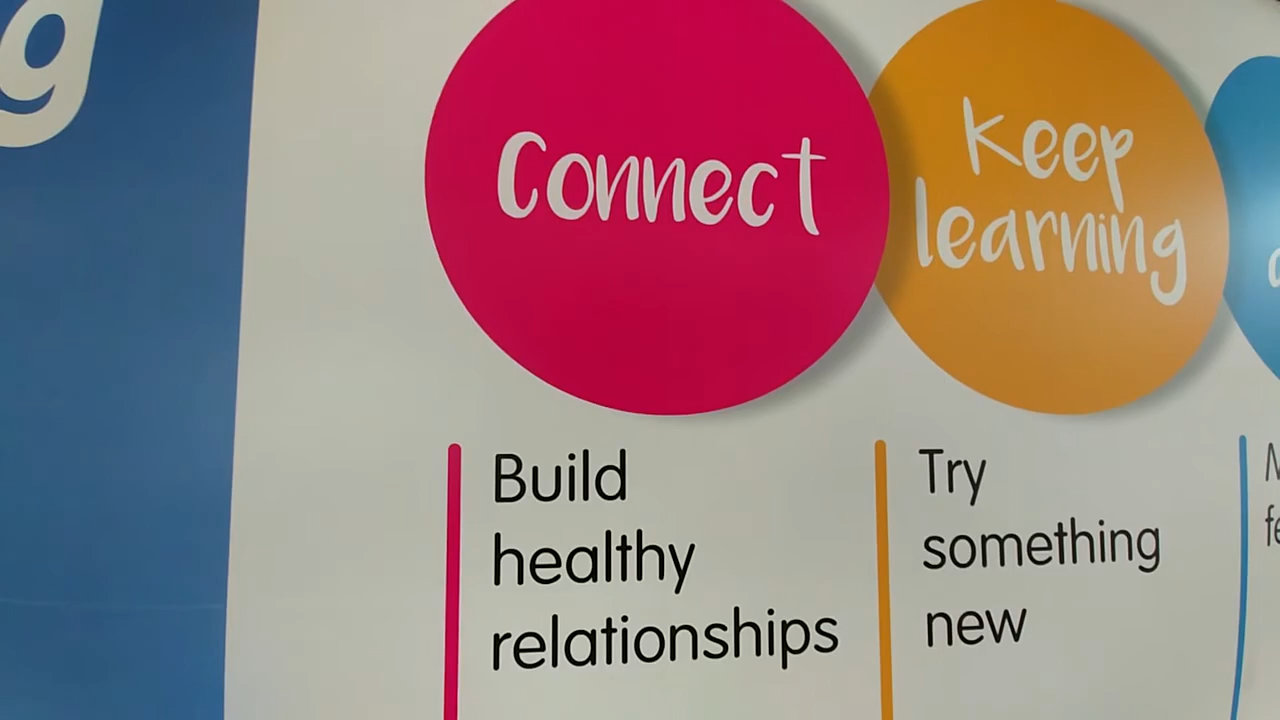 Connect
Keep
learning
Build
healthy
relationships
Try
something
new